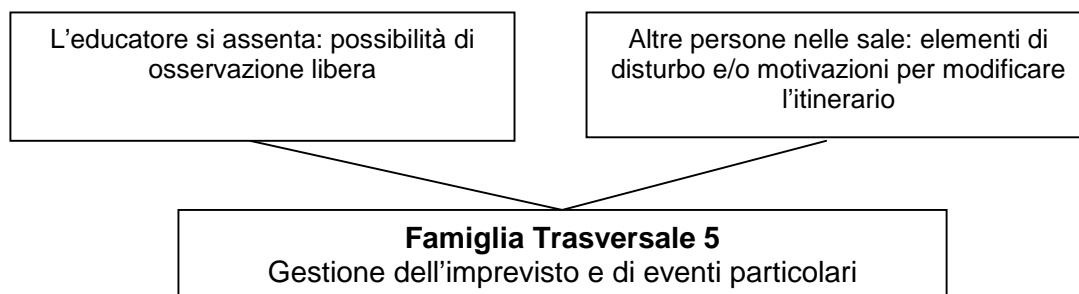 L’educatore si assenta: possibilità di
osservazione libera
Altre persone nelle sale: elementi di
disturbo e/o motivazioni per modificare
l’itinerario
Famiglia Trasversale 5
Gestione dell’imprevisto e di eventi particolari